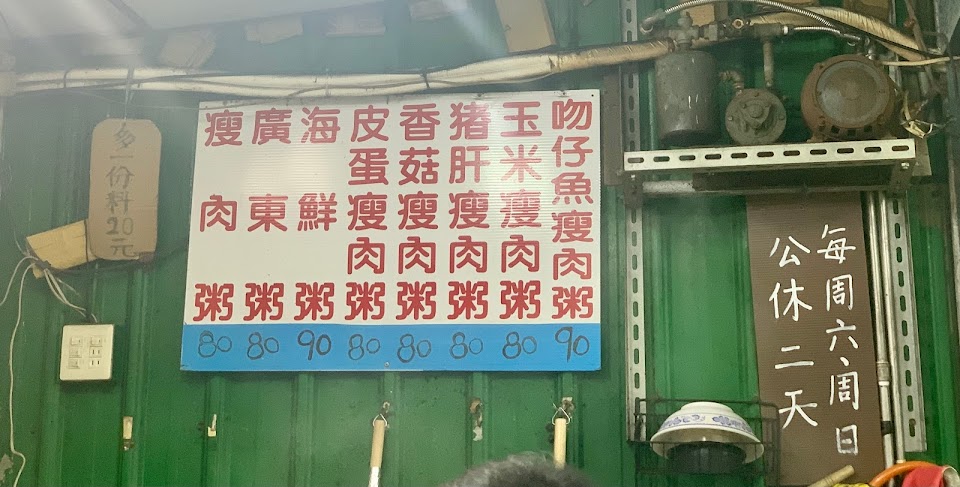 每周六、周日
公休二天
吻仔魚瘦肉粥 90
玉米瘦肉粥 80
猪肝瘦肉粥 80
香菇瘦肉粥 80
皮蛋瘦肉粥 80
海鮮粥 90
廣東粥 80
瘦肉粥 80
多一份料20元